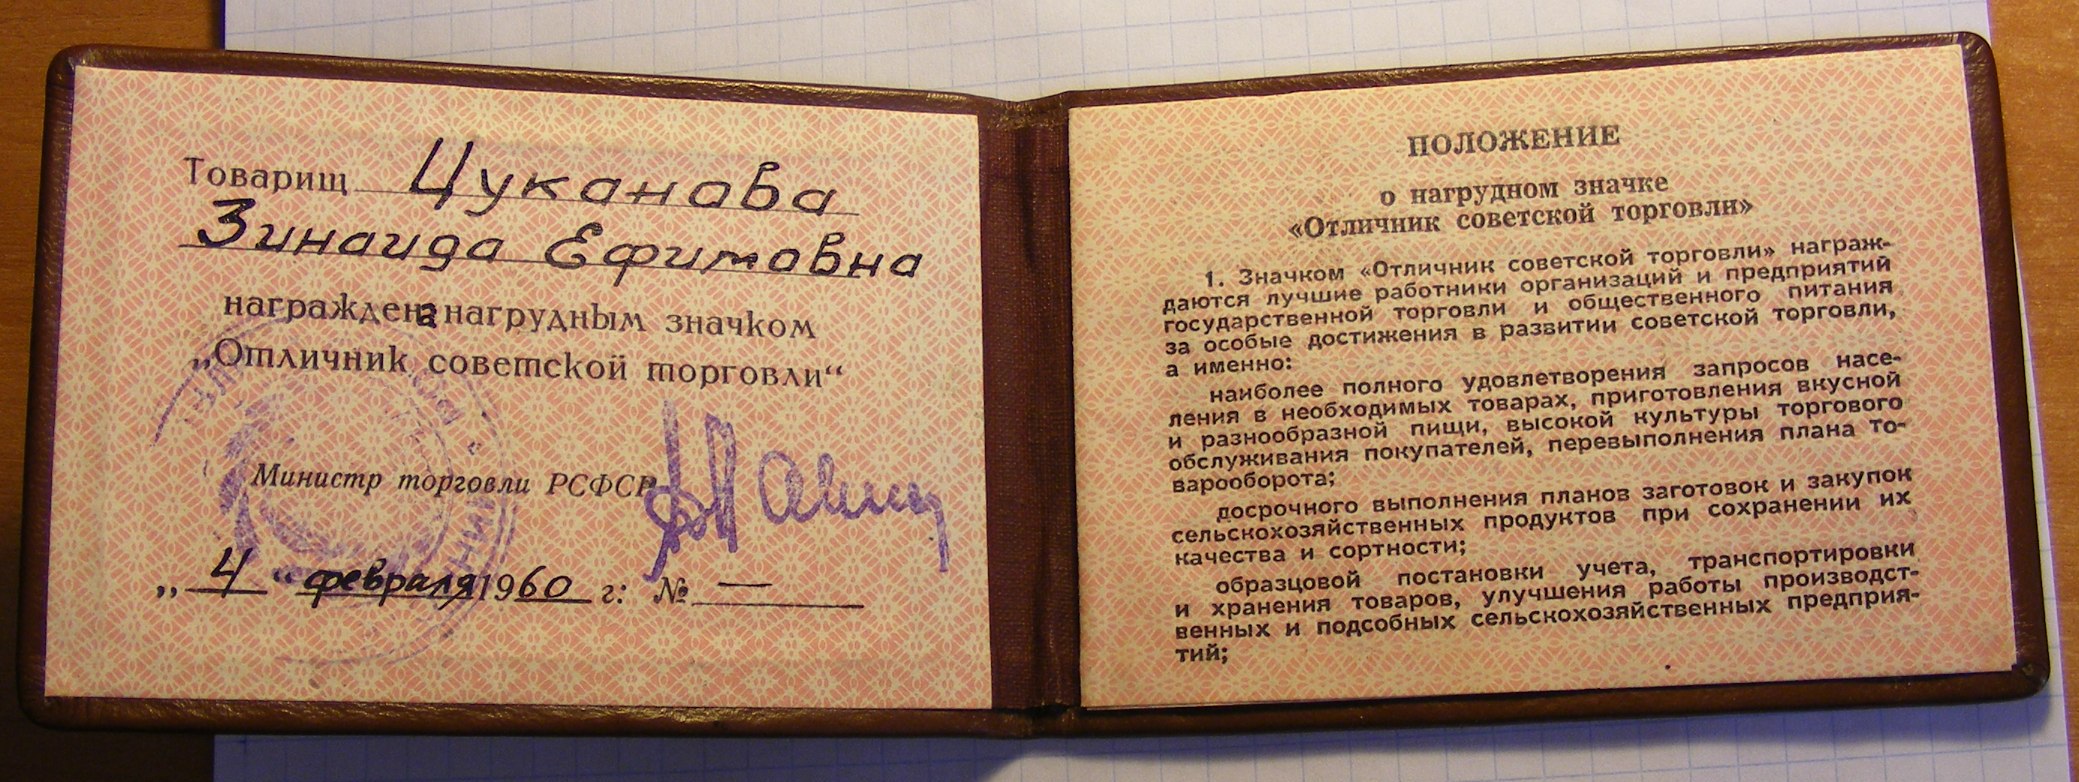 Товарищ Цуканова
Зинаида Ефимовна
награждена нагрудным значком
„Отличник советской торговли“
Министр торговли РСФСР
„4“ февраля 1960 г. № —
ПОЛОЖЕНИЕ
о нагрудном значке
«Отличник советской торговли»
1. Значком «Отличник советской торговли» награж-
даются лучшие работники организаций и предприятий
государственной торговли и общественного питания
за особые достижения в развитии советской торговли,
а именно:
наиболее полного удовлетворения запросов насе-
ления в необходимых товарах, приготовления вкусной
и разнообразной пищи, высокой культуры торгового
обслуживания покупателей, перевыполнения плана то-
варооборота;
досрочного выполнения планов заготовок и закупок
сельскохозяйственных продуктов при сохранении их
качества и сортности;
образцовой постановки учета, транспортировки
и хранения товаров, улучшения работы производст-
венных и подсобных сельскохозяйственных предприя-
тий;